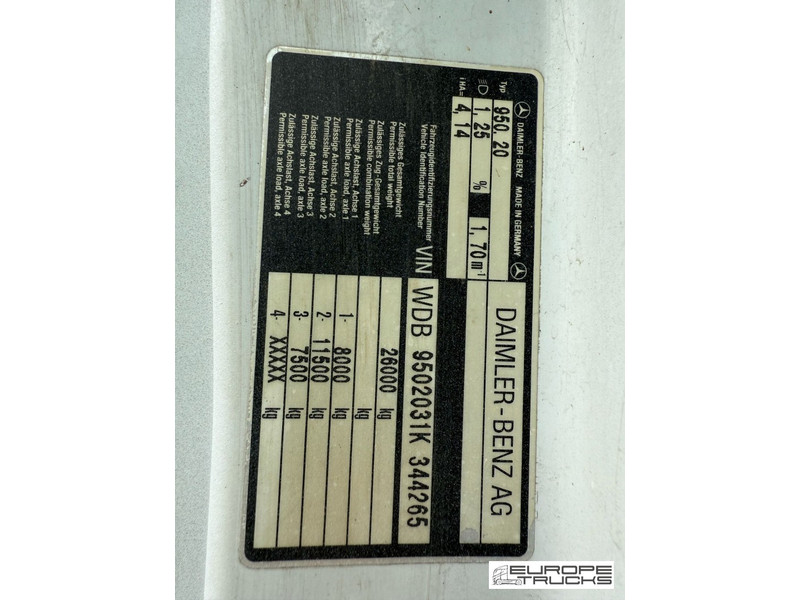 DAIMLER-BENZ MADE IN GERMANY
DAIMLER-BENZ AG
Typ 950,20
1,25 % 1,70m-1
i HA= 4,14
Fahrzeugidentifizierungsnummer
Vehicle Identification Number
VIN WDB 9502031K 344265
Zulässiges Gesamtgewicht
Permissible total weight
26000 kg
Zulässiges Zug-Gesamtgewicht
Permissible combination weight
kg
Zulässige Achslast, Achse 1
Permissible axle load, axle 1
1- 8000 kg
Zulässige Achslast, Achse 2
Permissible axle load, axle 2
2- 11500 kg
Zulässige Achslast, Achse 3
Permissible axle load, axle 3
3- 7500 kg
Zulässige Achslast, Achse 4
Permissible axle load, axle 4
4- XXXXX kg
EUROPE
TRUCKS